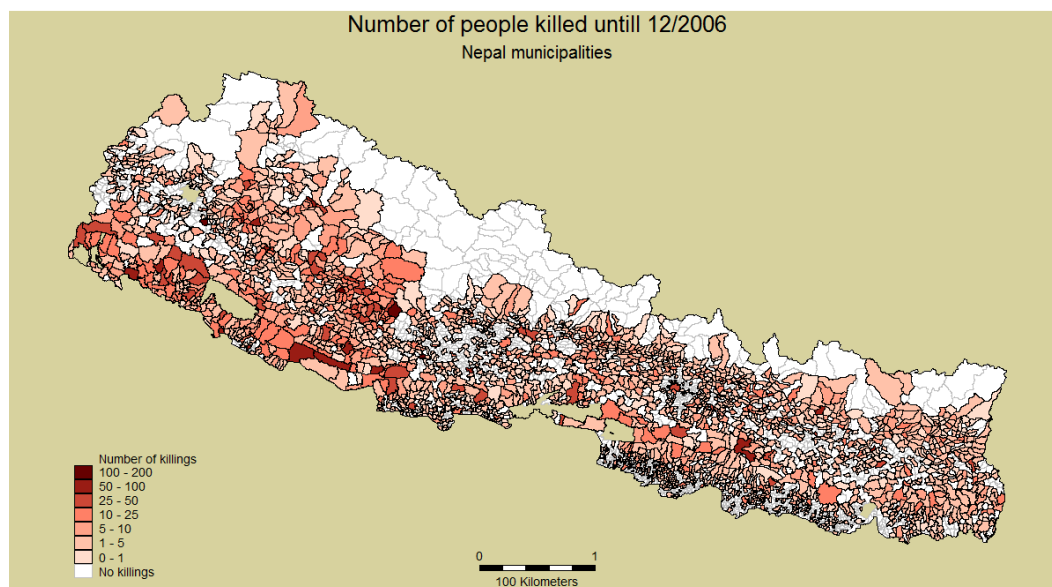 Number of people killed untill 12/2006
Nepal municipalities
Number of killings
100 - 200
50 - 100
25 - 50
10 - 25
5 - 10
1 - 5
0 - 1
No killings
0 1
100 Kilometers